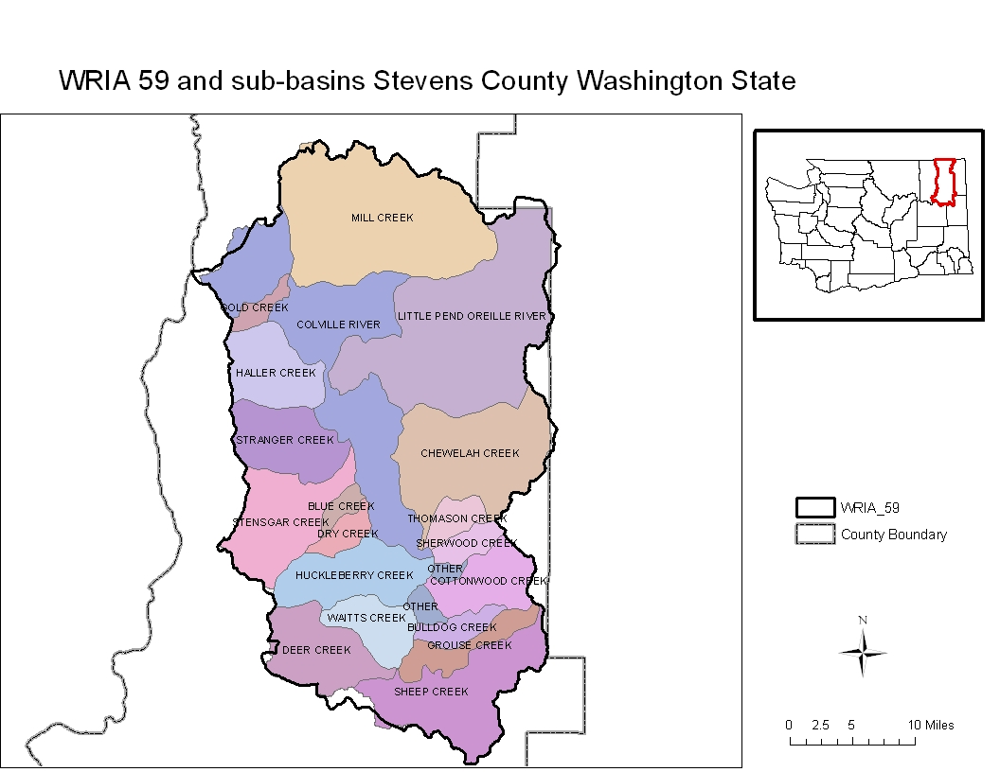 WRIA 59 and sub-basins Stevens County Washington State
MILL CREEK
GOLD CREEK
COLVILLE RIVER
LITTLE PEND OREILLE RIVER
HALLER CREEK
STRANGER CREEK
CHEWELAH CREEK
BLUE CREEK
STENSGAR CREEK
THOMASON CREEK
DRY CREEK
SHERWOOD CREEK
HUCKLEBERRY CREEK
OTHER
COTTONWOOD CREEK
OTHER
WAITTS CREEK
BULLDOG CREEK
DEER CREEK
GROUSE CREEK
SHEEP CREEK
WRIA_59
County Boundary
N
0 2.5 5 10 Miles